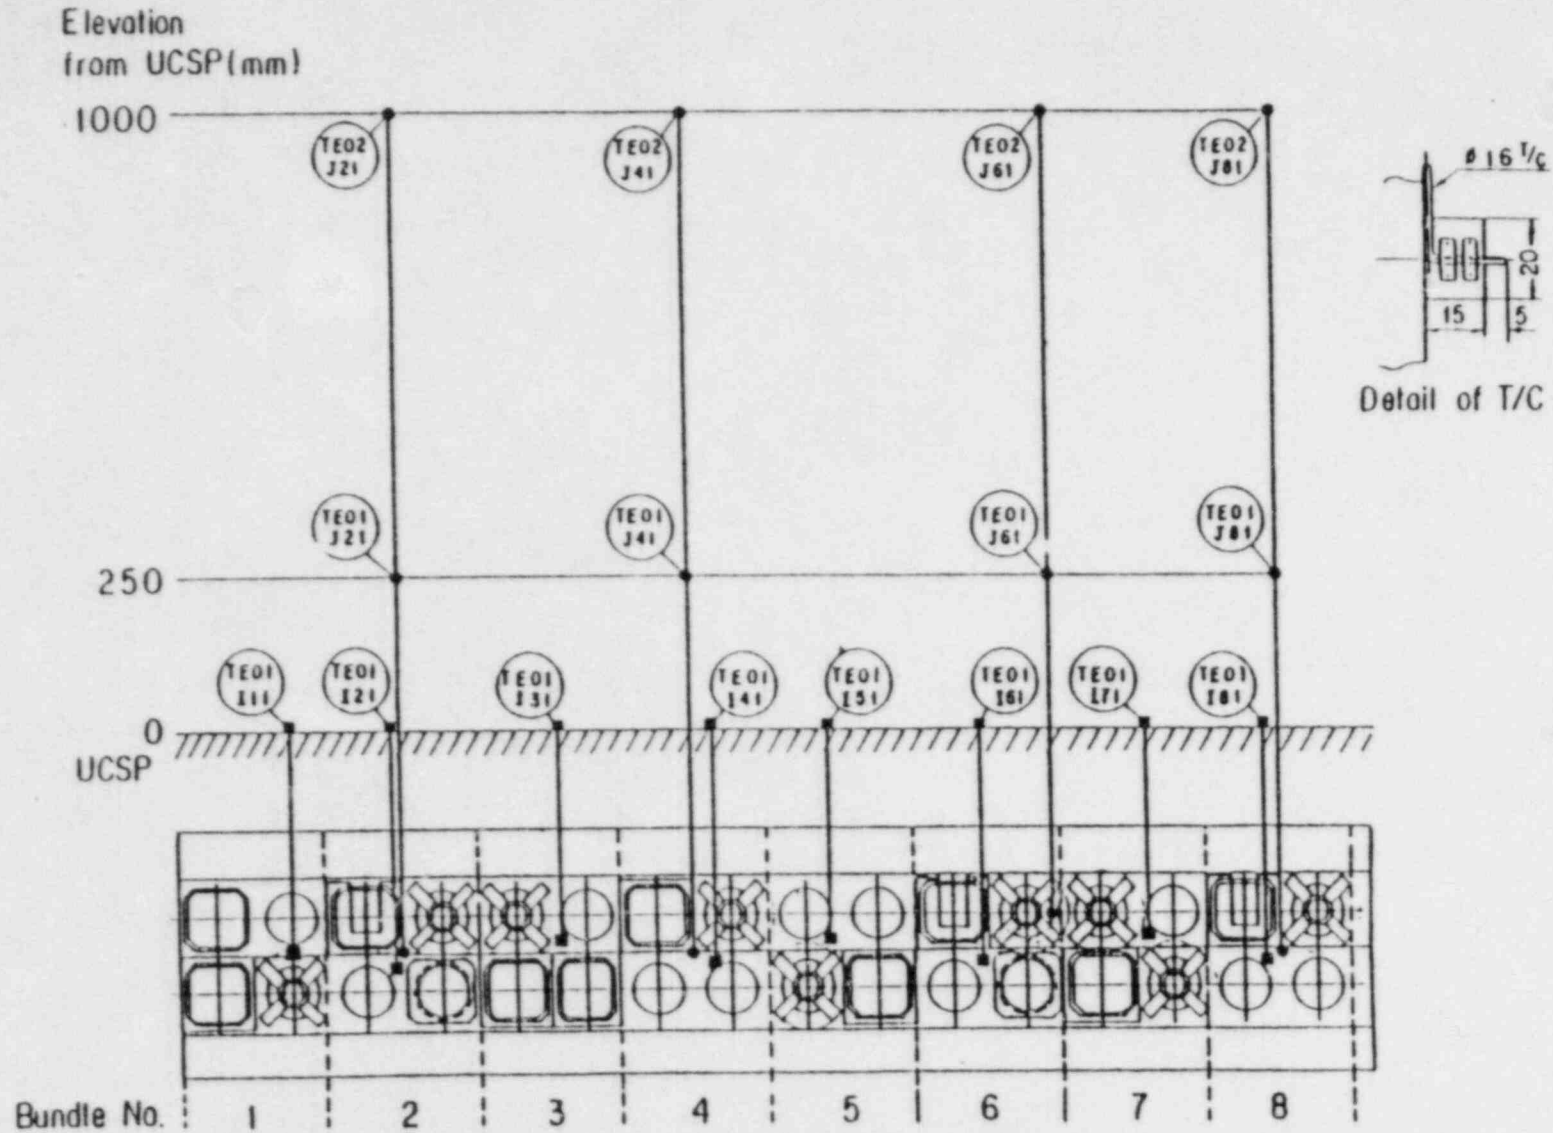 Elevation
from UCSP(mm)
1000
TE02
J21
TE02
J41
TE02
J61
TE02
J81
ø 16 T/C
20
15
5
Detail of T/C
TE01
J21
TE01
J41
TE01
J61
TE01
J81
250
TE01
I11
TE01
I21
TE01
I31
TE01
I41
TE01
I51
TE01
I61
TE01
I71
TE01
I81
0
UCSP
Bundle No. 1 2 3 4 5 6 7 8